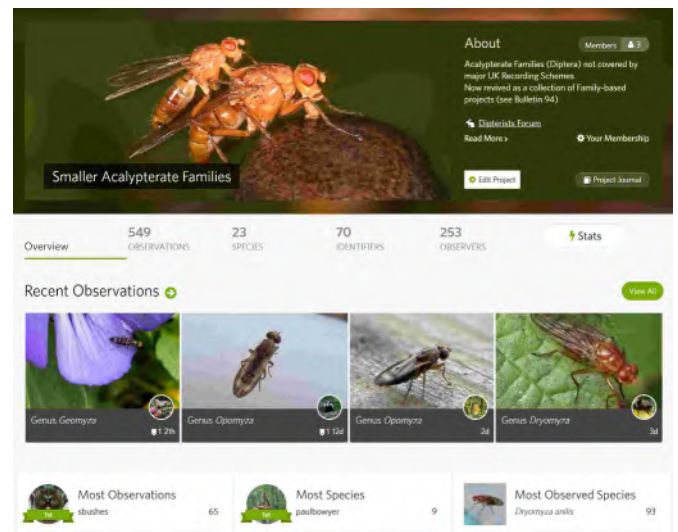 About
Members 3
Acalypterate Families (Diptera) not covered by
major UK Recording Schemes.
Now revived as a collection of Family-based
projects (see Bulletin 94)
Dipterists Forum
Read More >
Your Membership
Smaller Acalypterate Families
Edit Project
Project Journal
Overview
549
OBSERVATIONS
23
SPECIES
70
IDENTIFIERS
253
OBSERVERS
Stats
Recent Observations
View All
Genus Geomyza
1 21h
Genus Opomyza
1 12d
Genus Opomyza
2d
Genus Dryomyza
3d
Most Observations
1st
sbushes 65
Most Species
1st
paulbowyer 9
Most Observed Species
Dryomyza anilis 93